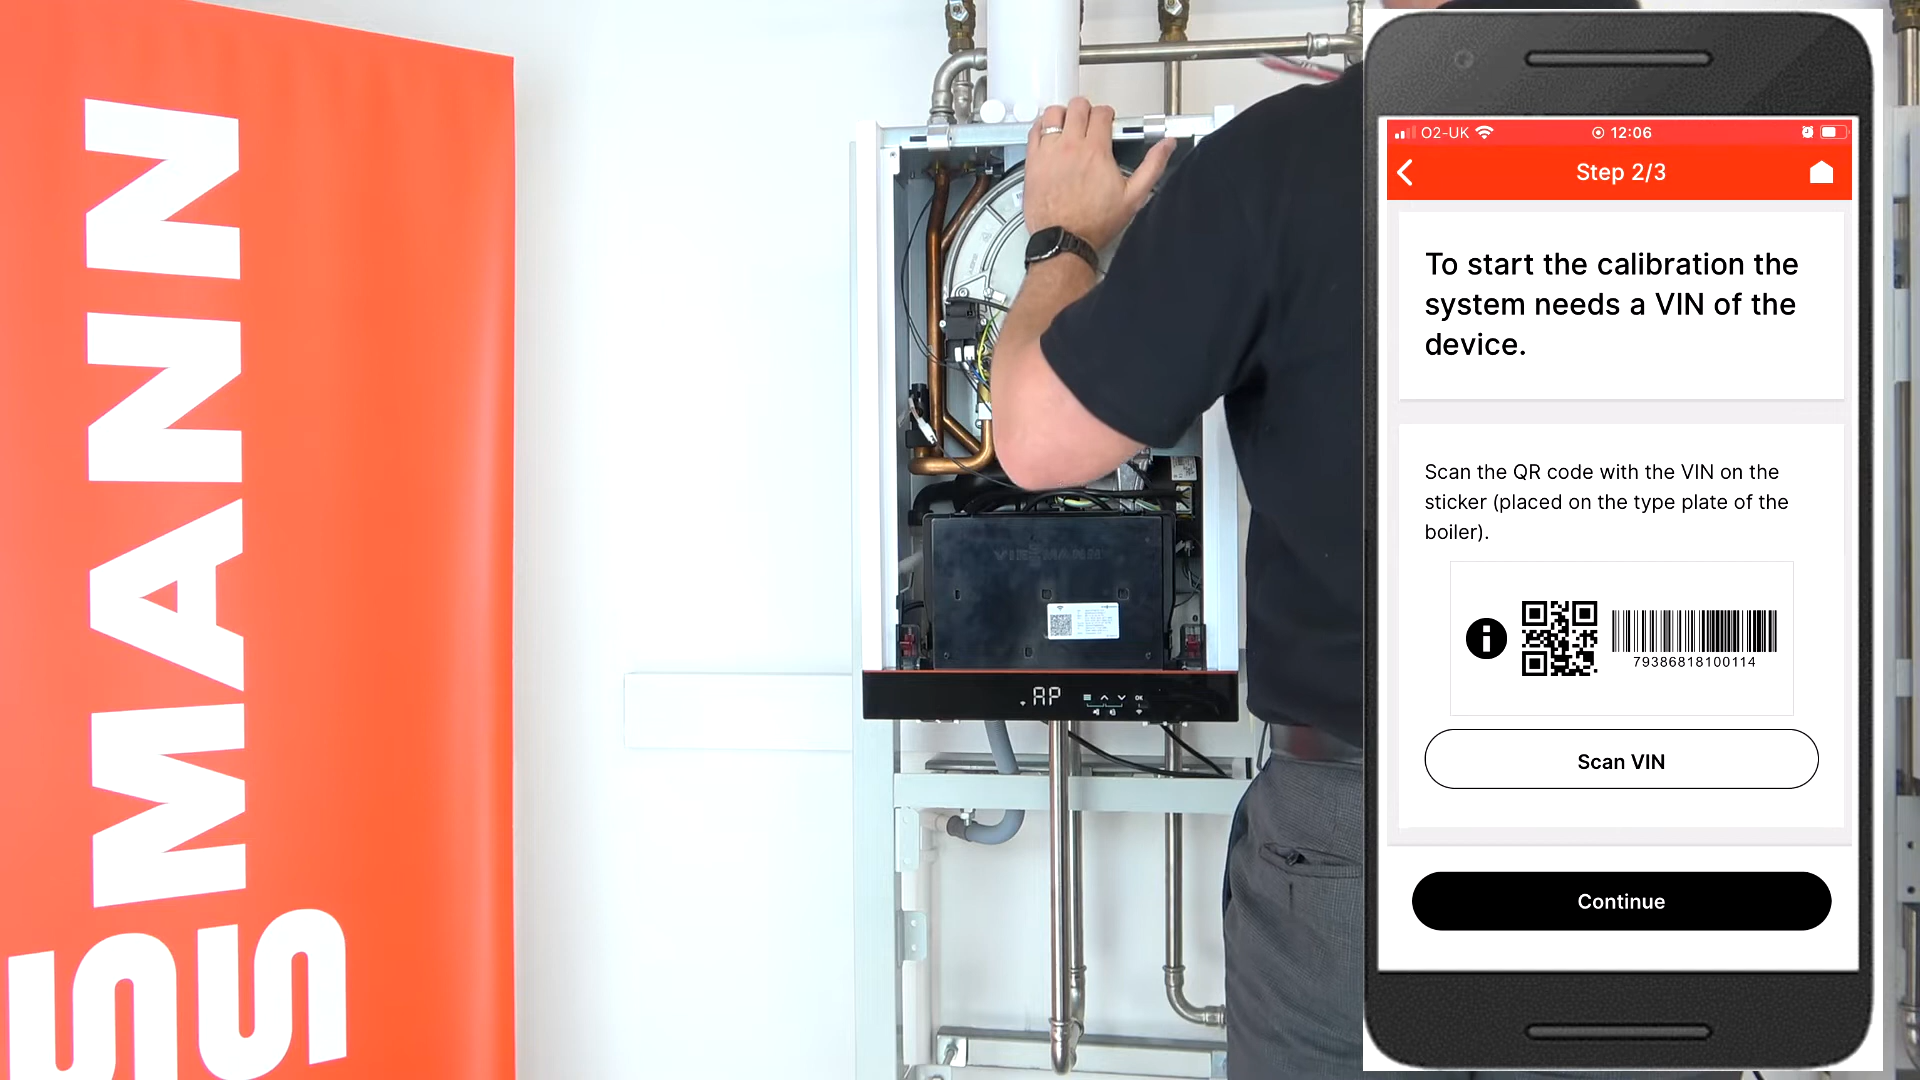 SMANN
S
VIESMANN
AP
OK
O2-UK
12:06
Step 2/3
To start the calibration the
system needs a VIN of the
device.
Scan the QR code with the VIN on the
sticker (placed on the type plate of the
boiler).
79386818100114
Scan VIN
Continue